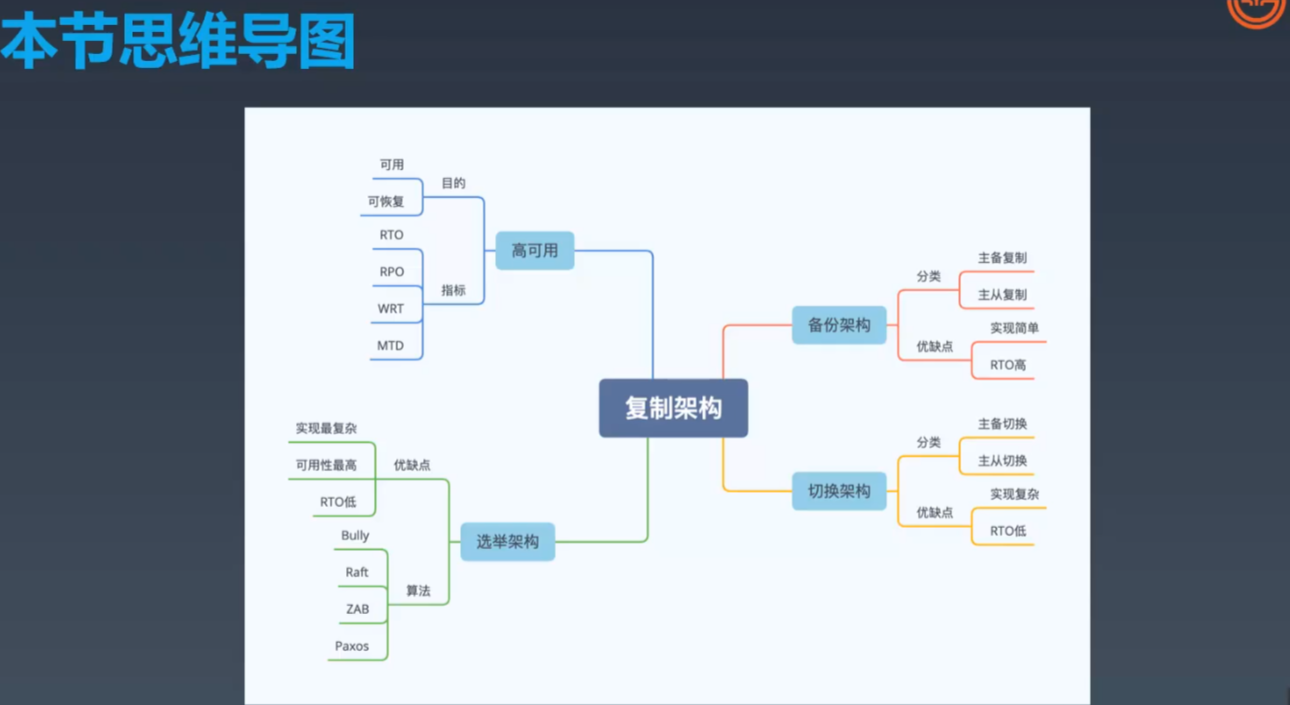 本节思维导图
可用
可恢复
目的
RTO
RPO
WRT
MTD
指标
高可用
复制架构
备份架构
分类
主备复制
主从复制
优缺点
实现简单
RTO高
切换架构
分类
主备切换
主从切换
优缺点
实现复杂
RTO低
选举架构
优缺点
实现最复杂
可用性最高
RTO低
算法
Bully
Raft
ZAB
Paxos